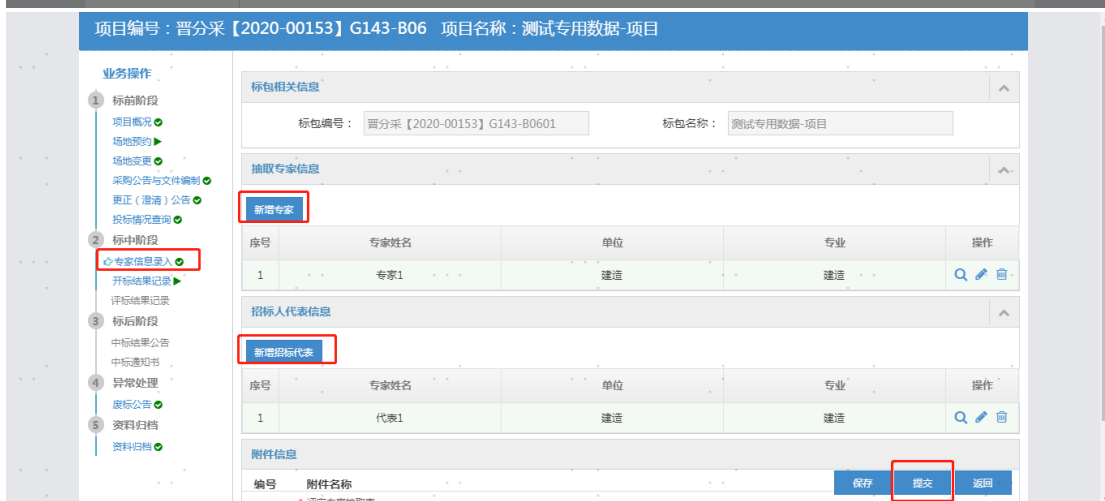 项目编号：晋分采【2020-00153】G143-B06 项目名称：测试专用数据-项目
业务操作
1 标前阶段
项目概况
场地预约
场地变更
采购公告与文件编制
更正（澄清）公告
投标情况查询
2 标中阶段
专家信息录入
开标结果记录
评标结果记录
3 标后阶段
中标结果公告
中标通知书
4 异常处理
废标公告
5 资料归档
资料归档
标包相关信息
标包编号： 晋分采【2020-00153】G143-B0601 标包名称： 测试专用数据-项目
抽取专家信息
新增专家
序号 专家姓名 单位 专业 操作
1 专家1 建造 建造
招标人代表信息
新增招标代表
序号 专家姓名 单位 专业 操作
1 代表1 建造 建造
附件信息
编号 附件名称
保存 提交 返回